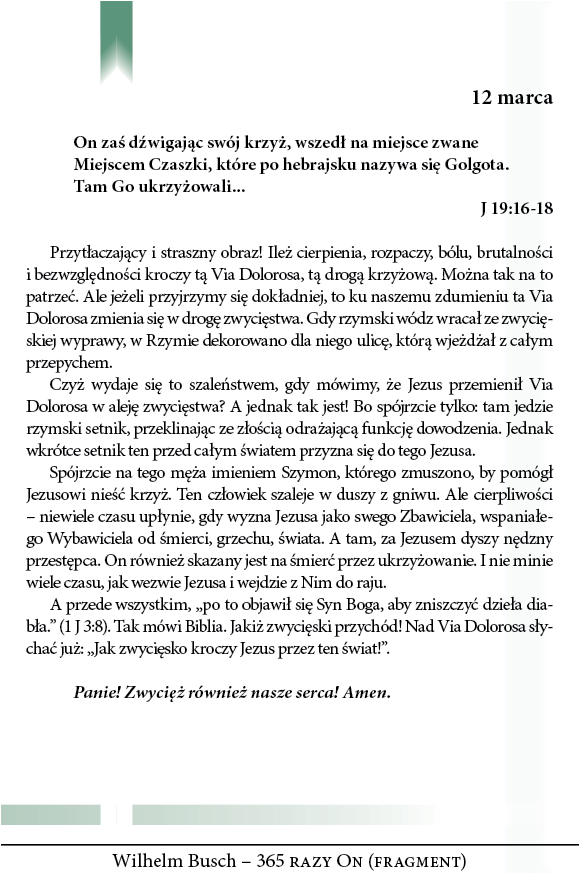 12 marca
On zaś dźwigając swój krzyż, wszedł na miejsce zwane
Miejscem Czaszki, które po hebrajsku nazywa się Golgota.
Tam Go ukrzyżowali...
J 19:16-18
Przytłaczający i straszny obraz! Ileż cierpienia, rozpaczy, bólu, brutalności
i bezwzględności kroczy tą Via Dolorosa, tą drogą krzyżową. Można tak na to
patrzeć. Ale jeżeli przyjrzymy się dokładniej, to ku naszemu zdumieniu ta Via
Dolorosa zmienia się w drogę zwycięstwa. Gdy rzymski wódz wracał ze zwycię-
skiej wyprawy, w Rzymie dekorowano dla niego ulicę, którą wjeżdżał z całym
przepychem.
Czyż wydaje się to szaleństwem, gdy mówimy, że Jezus przemienił Via
Dolorosa w aleję zwycięstwa? A jednak tak jest! Bo spójrzcie tylko: tam jedzie
rzymski setnik, przeklinając ze złością odrażającą funkcję dowodzenia. Jednak
wkrótce setnik ten przed całym światem przyzna się do tego Jezusa.
Spójrzcie na tego męża imieniem Szymon, którego zmuszono, by pomógł
Jezusowi nieść krzyż. Ten człowiek szaleje w duszy z gniwu. Ale cierpliwości
– niewiele czasu upłynie, gdy wyzna Jezusa jako swego Zbawiciela, wspaniałe-
go Wybawiciela od śmierci, grzechu, świata. A tam, za Jezusem dyszy nędzny
przestępca. On również skazany jest na śmierć przez ukrzyżowanie. I nie minie
wiele czasu, jak wezwie Jezusa i wejdzie z Nim do raju.
A przede wszystkim, „po to objawił się Syn Boga, aby zniszczyć dzieła dia-
bła.” (1 J 3:8). Tak mówi Biblia. Jakiż zwycięski przychód! Nad Via Dolorosa sły-
chać już: „Jak zwycięsko kroczy Jezus przez ten świat!”.
Panie! Zwycięż również nasze serca! Amen.
Wilhelm Busch – 365 razy On (fragment)